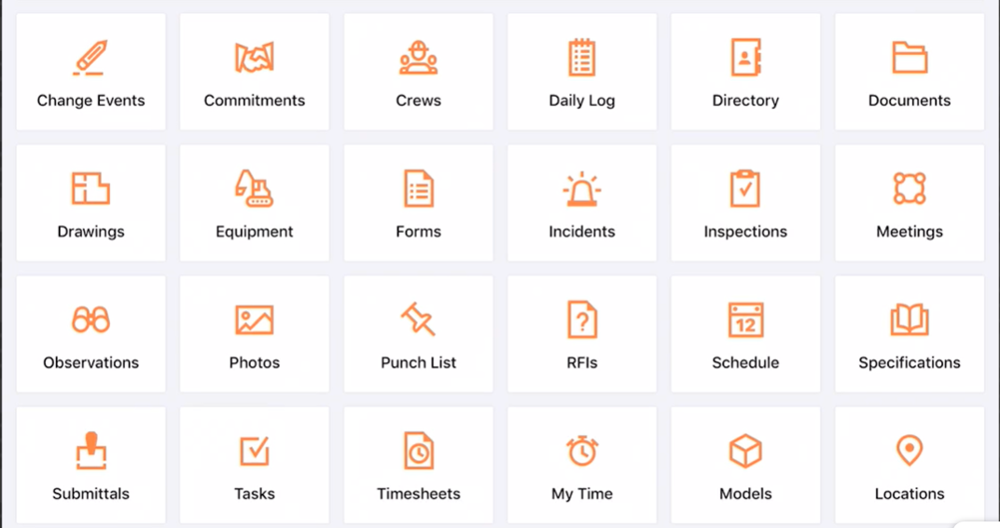 Change Events
Commitments
Crews
Daily Log
Directory
Documents
Drawings
Equipment
Forms
Incidents
Inspections
Meetings
Observations
Photos
Punch List
?
RFIs
12
Schedule
Specifications
Submittals
Tasks
Timesheets
My Time
Models
Locations